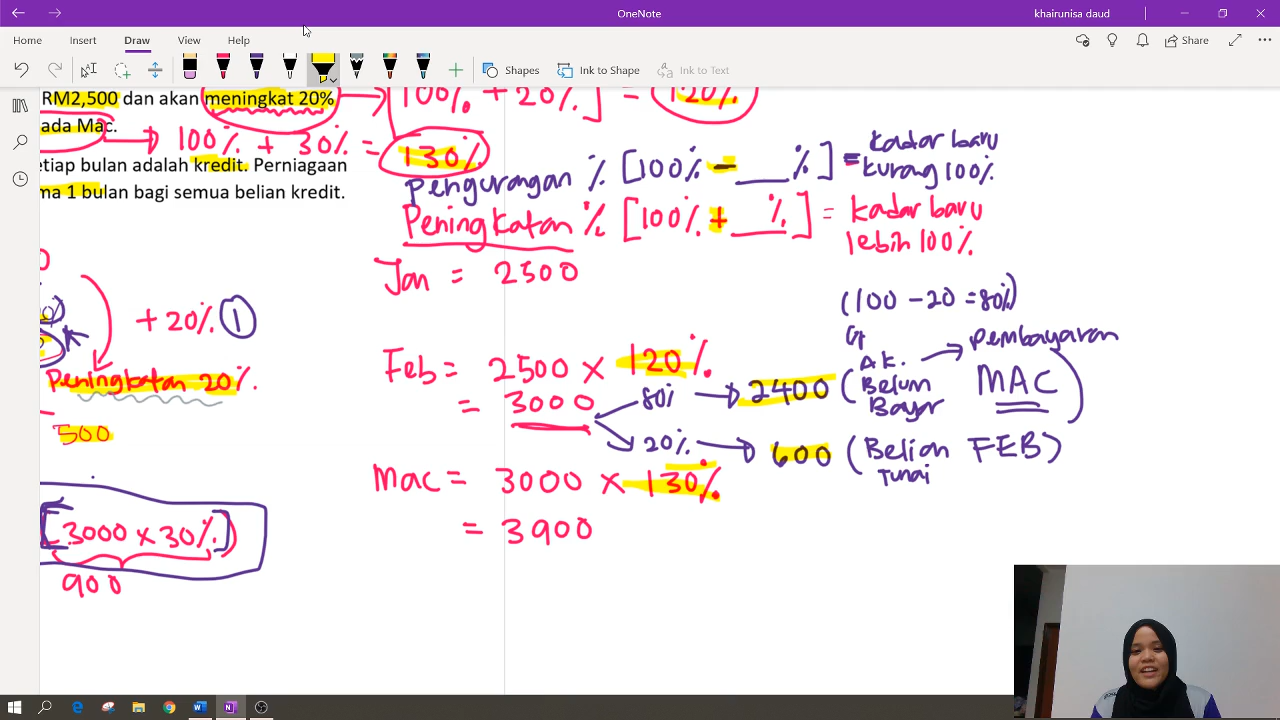 OneNote
khairunisa daud
Home Insert Draw View Help
Share
Shapes
Ink to Shape
Ink to Text
RM2,500 dan akan meningkat 20%
ada Mac.
etiap bulan adalah kredit. Perniagaan
ma 1 bulan bagi semua belian kredit.
100% + 20% ] = 120%
100% + 30% = 130%
Pengurangan % [100% - ___ %] = kadar baru
kurang 100%
Peningkatan % [100% + ___ %] = kadar baru
lebih 100%
+ 20% 1
Peningkatan 20%.
500
[3000 x 30%])
900
Jan = 2500
Feb = 2500 x 120%
= 3000
80% 2400 (Ak. Belum Bayar
20% 600 (Belian FEB)
Tunai
(100 - 20 = 80%)
Pembayaran
MAC )
Mac = 3000 x 130%
= 3900